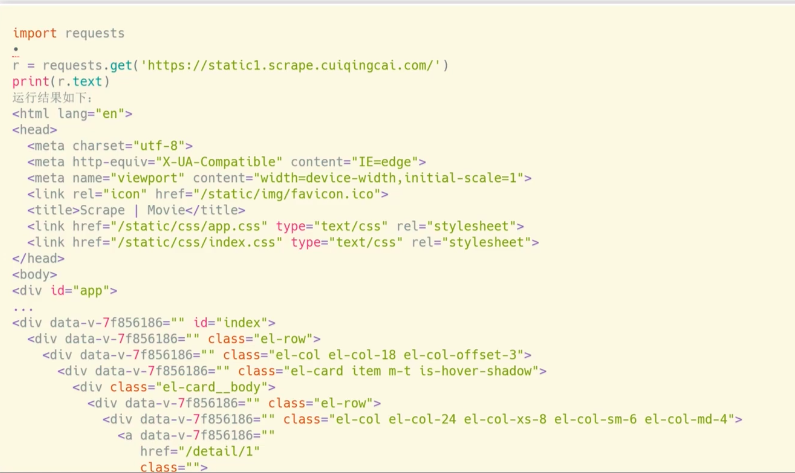 import requests
•
r = requests.get('https://static1.scrape.cuiqingcai.com/')
print(r.text)
运行结果如下:
<html lang="en">
<head>
  <meta charset="utf-8">
  <meta http-equiv="X-UA-Compatible" content="IE=edge">
  <meta name="viewport" content="width=device-width,initial-scale=1">
  <link rel="icon" href="/static/img/favicon.ico">
  <title>Scrape | Movie</title>
  <link href="/static/css/app.css" type="text/css" rel="stylesheet">
  <link href="/static/css/index.css" type="text/css" rel="stylesheet">
</head>
<body>
<div id="app">
...
<div data-v-7f856186="" id="index">
  <div data-v-7f856186="" class="el-row">
    <div data-v-7f856186="" class="el-col el-col-18 el-col-offset-3">
      <div data-v-7f856186="" class="el-card item m-t is-hover-shadow">
        <div class="el-card__body">
          <div data-v-7f856186="" class="el-row">
            <div data-v-7f856186="" class="el-col el-col-24 el-col-xs-8 el-col-sm-6 el-col-md-4">
              <a data-v-7f856186=""
                 href="/detail/1"
                 class="">